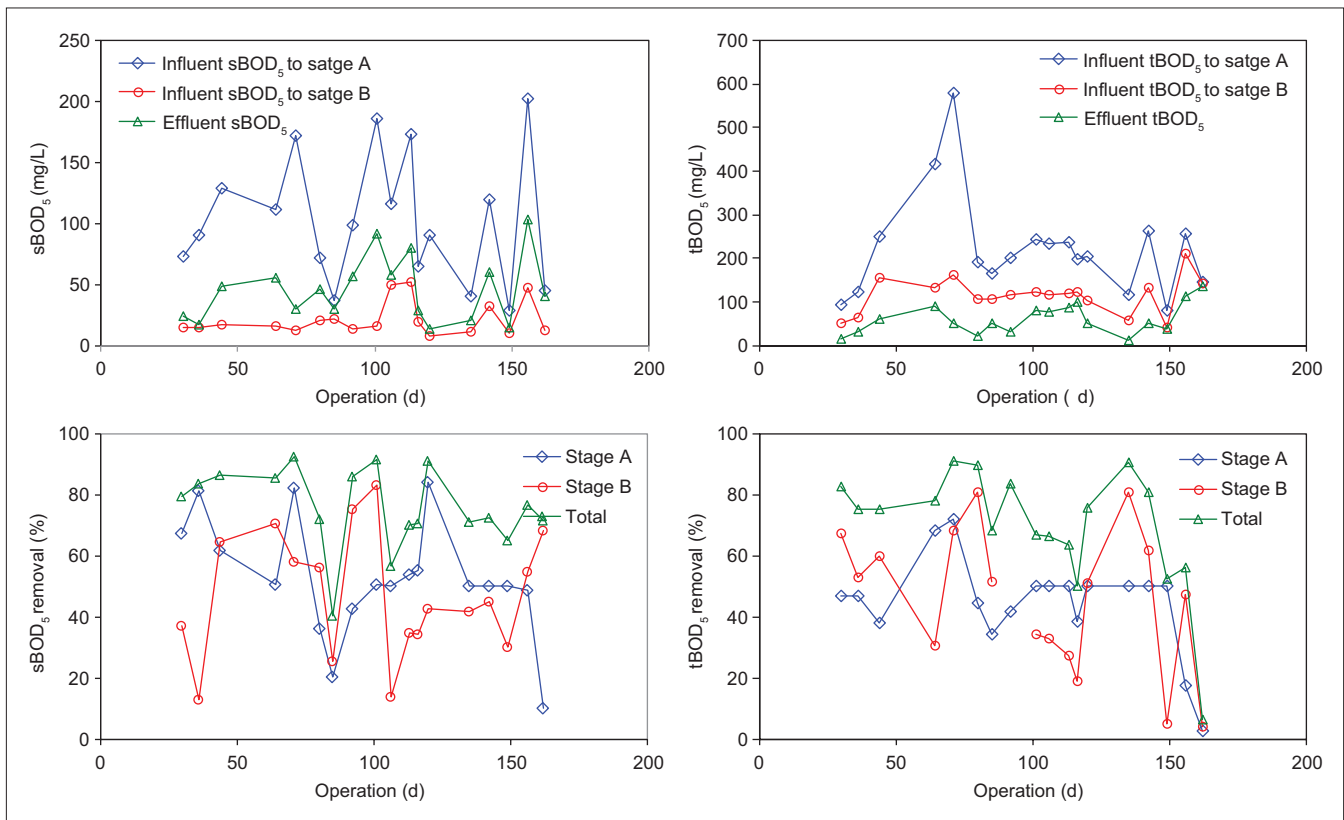 250
200
150
100
50
0
sBOD5 (mg/L)
Influent sBOD5 to satge A
Influent sBOD5 to satge B
Effluent sBOD5
0 50 100 150 200
Operation (d)
700
600
500
400
300
200
100
0
tBOD5 (mg/L)
Influent tBOD5 to satge A
Influent tBOD5 to satge B
Effluent tBOD5
0 50 100 150 200
Operation ( d)
100
80
60
40
20
0
sBOD5 removal (%)
Stage A
Stage B
Total
0 50 100 150 200
Operation (d)
100
80
60
40
20
0
tBOD5 removal (%)
Stage A
Stage B
Total
0 50 100 150 200
Operation (d)